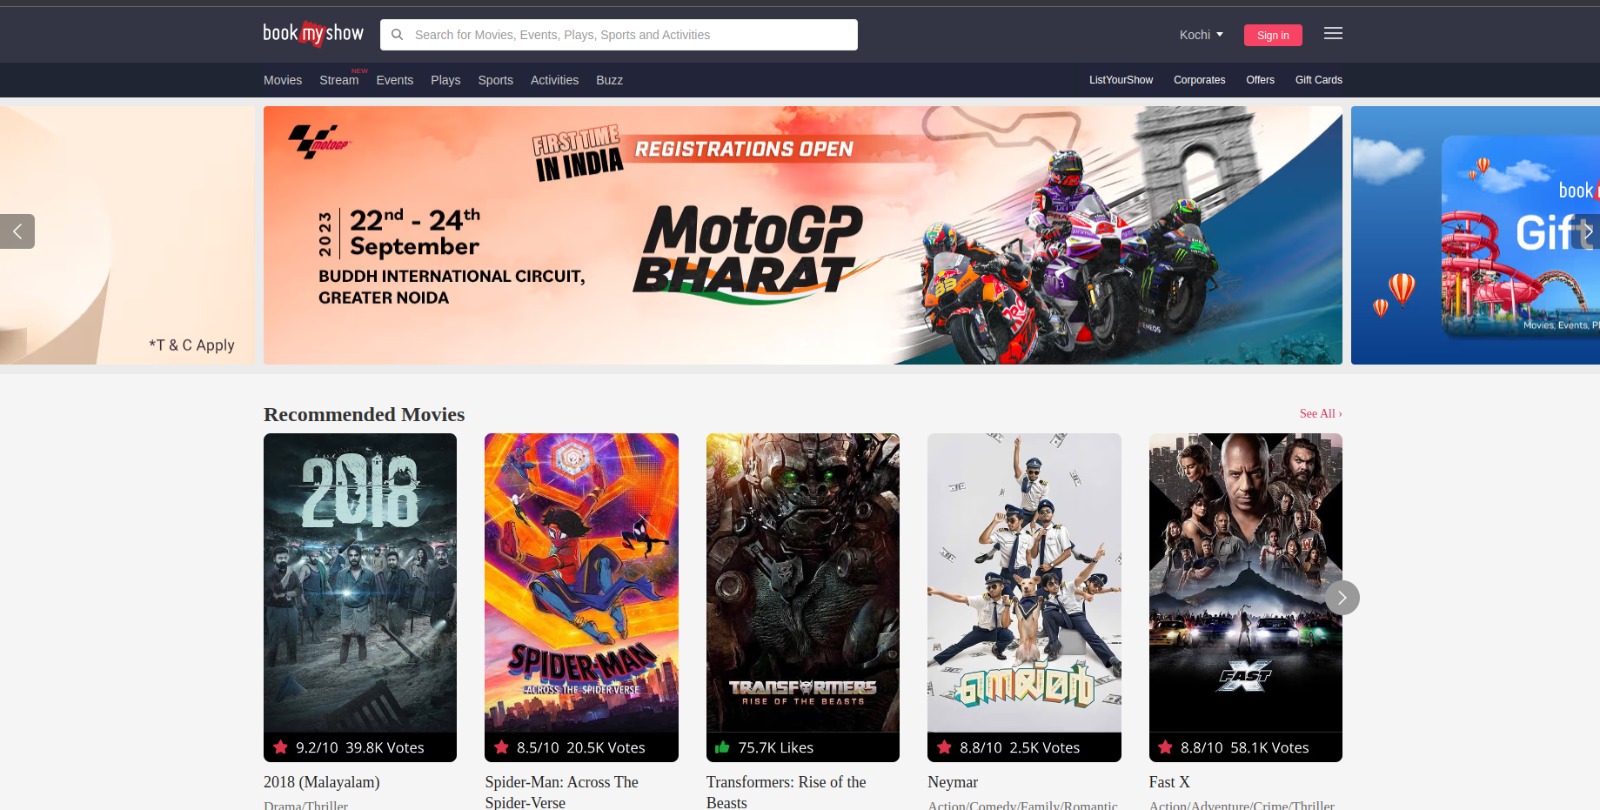 book my show
Search for Movies, Events, Plays, Sports and Activities
Kochi
Sign in
Movies
Stream
NEW
Events
Plays
Sports
Activities
Buzz
ListYourShow
Corporates
Offers
Gift Cards
*T & C Apply
MotoGP
FIRST TIME
IN INDIA
REGISTRATIONS OPEN
2023
22nd - 24th
September
BUDDH INTERNATIONAL CIRCUIT,
GREATER NOIDA
MotoGP
BHARAT
book
Gift
Movies, Events, Pl
Recommended Movies
See All ›
2018
9.2/10 39.8K Votes
2018 (Malayalam)
Drama/Thriller
SPIDER-MAN
ACROSS THE SPIDER-VERSE
8.5/10 20.5K Votes
Spider-Man: Across The
Spider-Verse
TRANSFORMERS
RISE OF THE BEASTS
75.7K Likes
Transformers: Rise of the
Beasts
നെയ്മർ
8.8/10 2.5K Votes
Neymar
Action/Comedy/Family/Romantic
FAST X
8.8/10 58.1K Votes
Fast X
Action/Adventure/Crime/Thriller